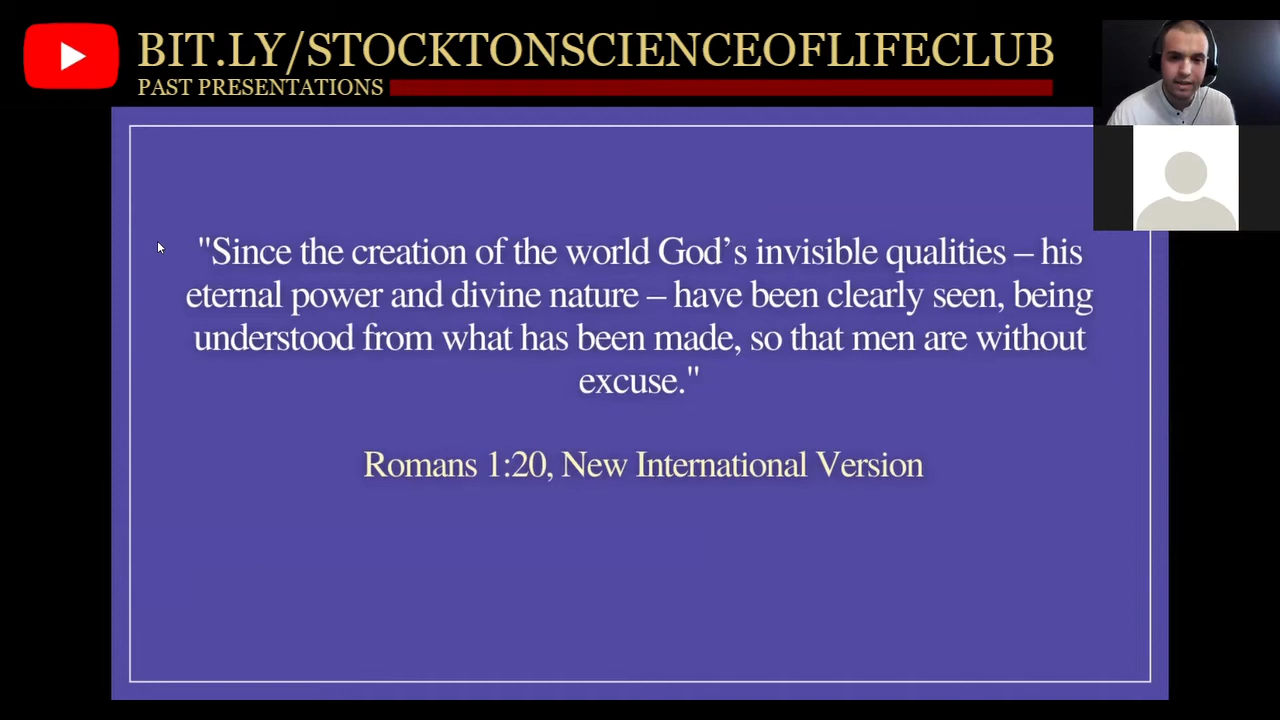 BIT.LY/STOCKTONSCIENCEOFLIFECLUB
PAST PRESENTATIONS
"Since the creation of the world God’s invisible qualities – his
eternal power and divine nature – have been clearly seen, being
understood from what has been made, so that men are without
excuse."
Romans 1:20, New International Version